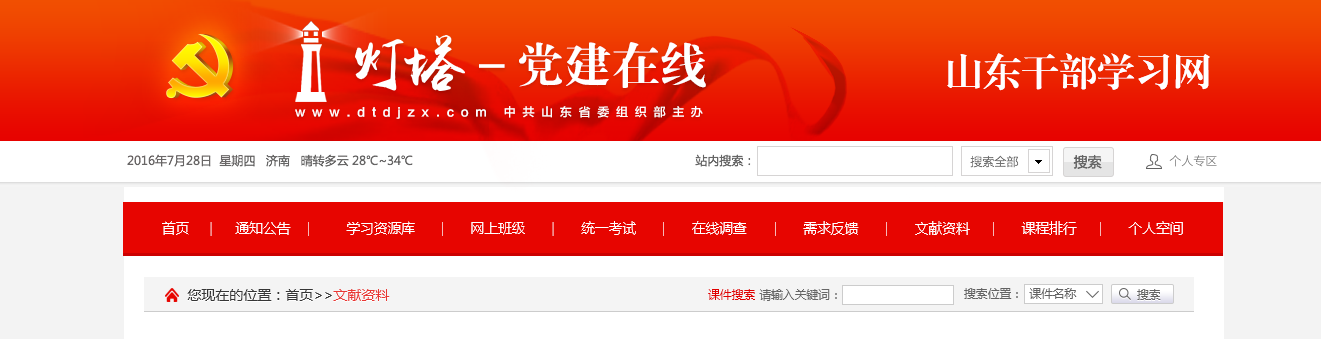 灯塔－党建在线
www.dtdjzx.com 中共山东省委组织部主办
山东干部学习网
2016年7月28日 星期四 济南 晴转多云 28℃~34℃
站内搜索： 搜索全部 搜索 个人专区
首页 | 通知公告 | 学习资源库 | 网上班级 | 统一考试 | 在线调查 | 需求反馈 | 文献资料 | 课程排行 | 个人空间
您现在的位置：首页>>文献资料
课件搜索 请输入关键词： 搜索位置： 课件名称 搜索